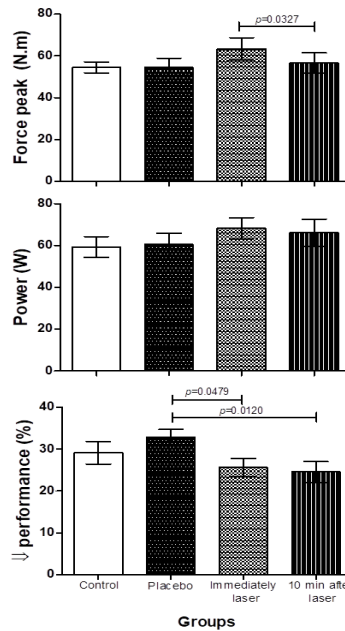 Force peak (N.m)
80
60
40
20
0
p=0.0327
Power (W)
80
60
40
20
0
⇓ performance (%)
40
30
20
10
0
p=0.0479
p=0.0120
Control
Placebo
Immediately
laser
10 min after
laser
Groups